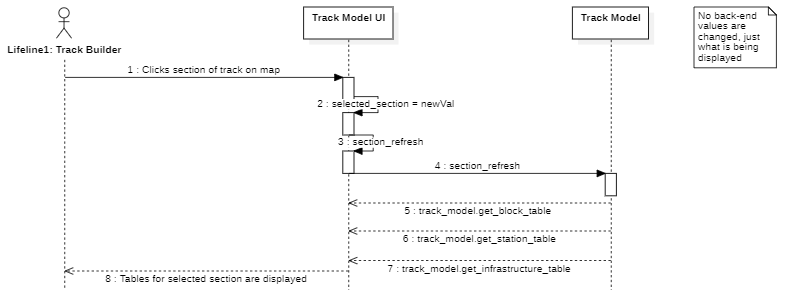 Track Model UI
Track Model
No back-end
values are
changed, just
what is being
displayed
Lifeline1: Track Builder
1 : Clicks section of track on map
2 : selected_section = newVal
3 : section_refresh
4 : section_refresh
5 : track_model.get_block_table
6 : track_model.get_station_table
7 : track_model.get_infrastructure_table
8 : Tables for selected section are displayed